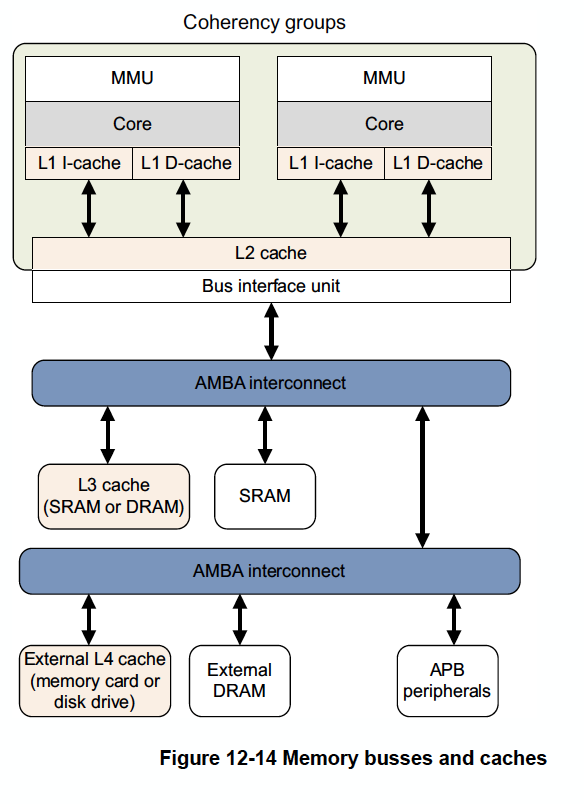 Coherency groups
MMU
MMU
Core
Core
L1 I-cache
L1 D-cache
L1 I-cache
L1 D-cache
L2 cache
Bus interface unit
AMBA interconnect
L3 cache
(SRAM or DRAM)
SRAM
AMBA interconnect
External L4 cache
(memory card or
disk drive)
External
DRAM
APB
peripherals
Figure 12-14 Memory busses and caches